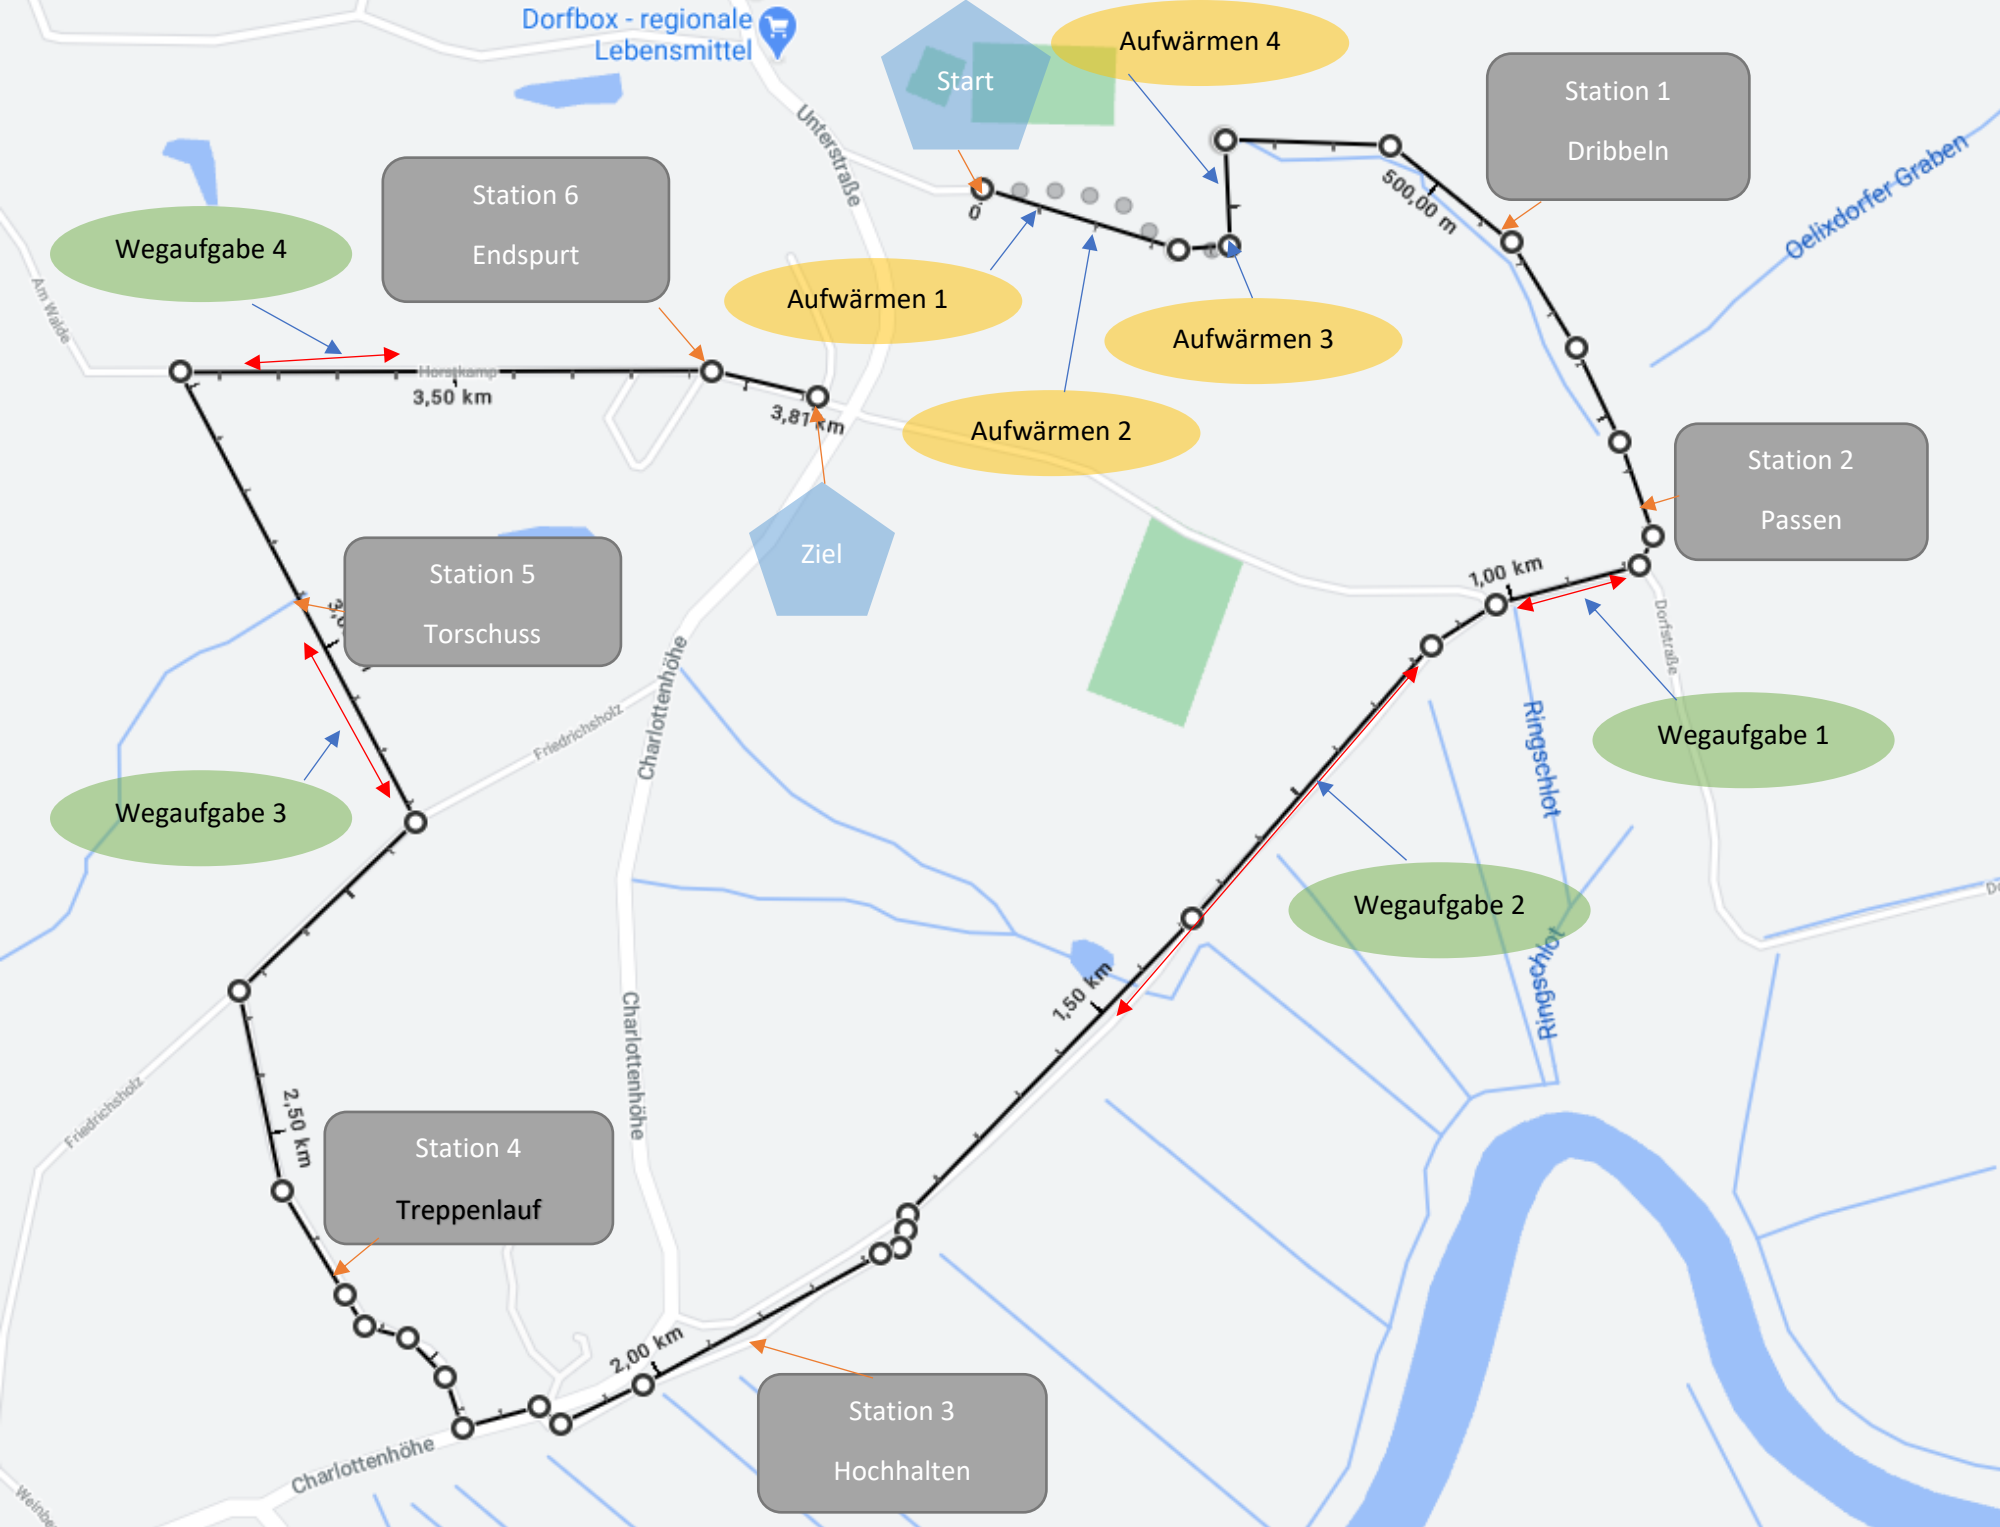 Dorfbox - regionale
Lebensmittel
Start
Aufwärmen 4
Station 1
Dribbeln
Unterstraße
500,00 m
Oelixdorfer Graben
Station 6
Endspurt
0
Wegaufgabe 4
Aufwärmen 1
Aufwärmen 3
Am Walde
Horstkamp
3,50 km
3,81 km
Aufwärmen 2
Station 2
Passen
Ziel
Station 5
Torschuss
1,00 km
Dorfstraße
Charlottenhöhe
Friedrichsholz
Ringschlot
Wegaufgabe 1
Wegaufgabe 3
Wegaufgabe 2
Ringschlot
1,50 km
Charlottenhöhe
Friedrichsholz
2,50 km
Station 4
Treppenlauf
2,00 km
Station 3
Hochhalten
Charlottenhöhe